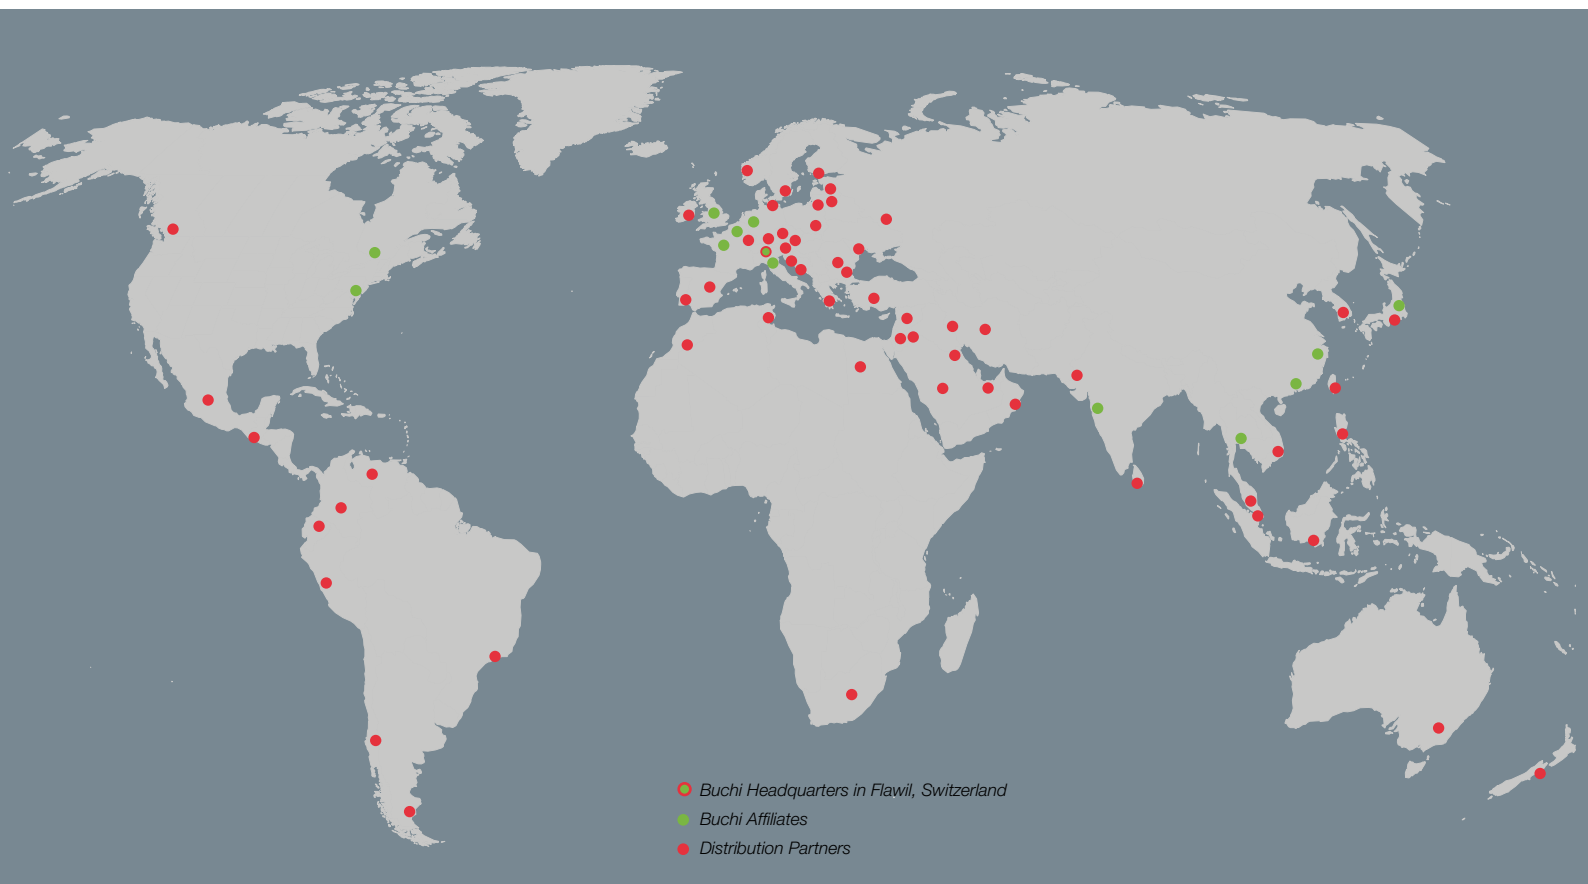 Buchi Headquarters in Flawil, Switzerland
Buchi Affiliates
Distribution Partners